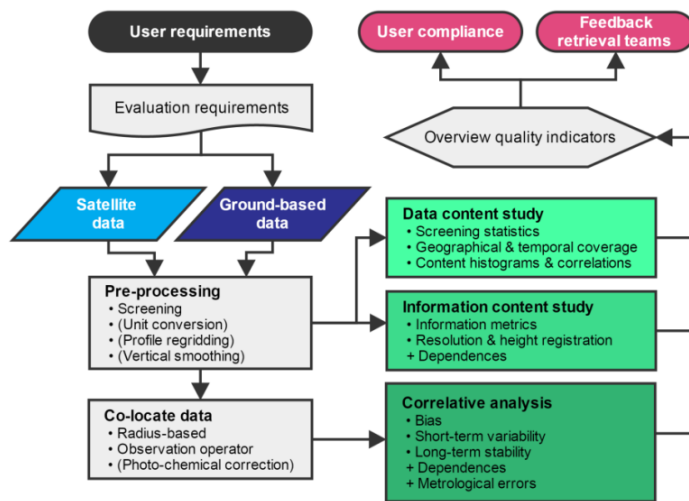 User requirements
User compliance
Feedback
retrieval teams
Evaluation requirements
Overview quality indicators
Satellite
data
Ground-based
data
Data content study
• Screening statistics
• Geographical & temporal coverage
• Content histograms & correlations
Pre-processing
• Screening
• (Unit conversion)
• (Profile regridding)
• (Vertical smoothing)
Information content study
• Information metrics
• Resolution & height registration
+ Dependences
Co-locate data
• Radius-based
• Observation operator
• (Photo-chemical correction)
Correlative analysis
• Bias
• Short-term variability
• Long-term stability
+ Dependences
+ Metrological errors